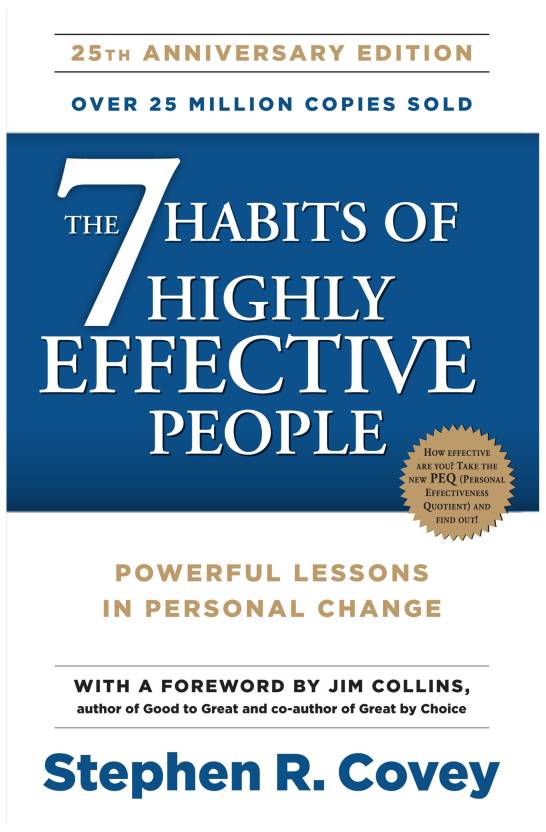 25TH ANNIVERSARY EDITION
OVER 25 MILLION COPIES SOLD
THE 7 HABITS OF
HIGHLY
EFFECTIVE
PEOPLE
HOW EFFECTIVE
ARE YOU? TAKE THE
NEW PEQ (PERSONAL
EFFECTIVENESS
QUOTIENT) AND
FIND OUT!
POWERFUL LESSONS
IN PERSONAL CHANGE
WITH A FOREWORD BY JIM COLLINS,
author of Good to Great and co-author of Great by Choice
Stephen R. Covey